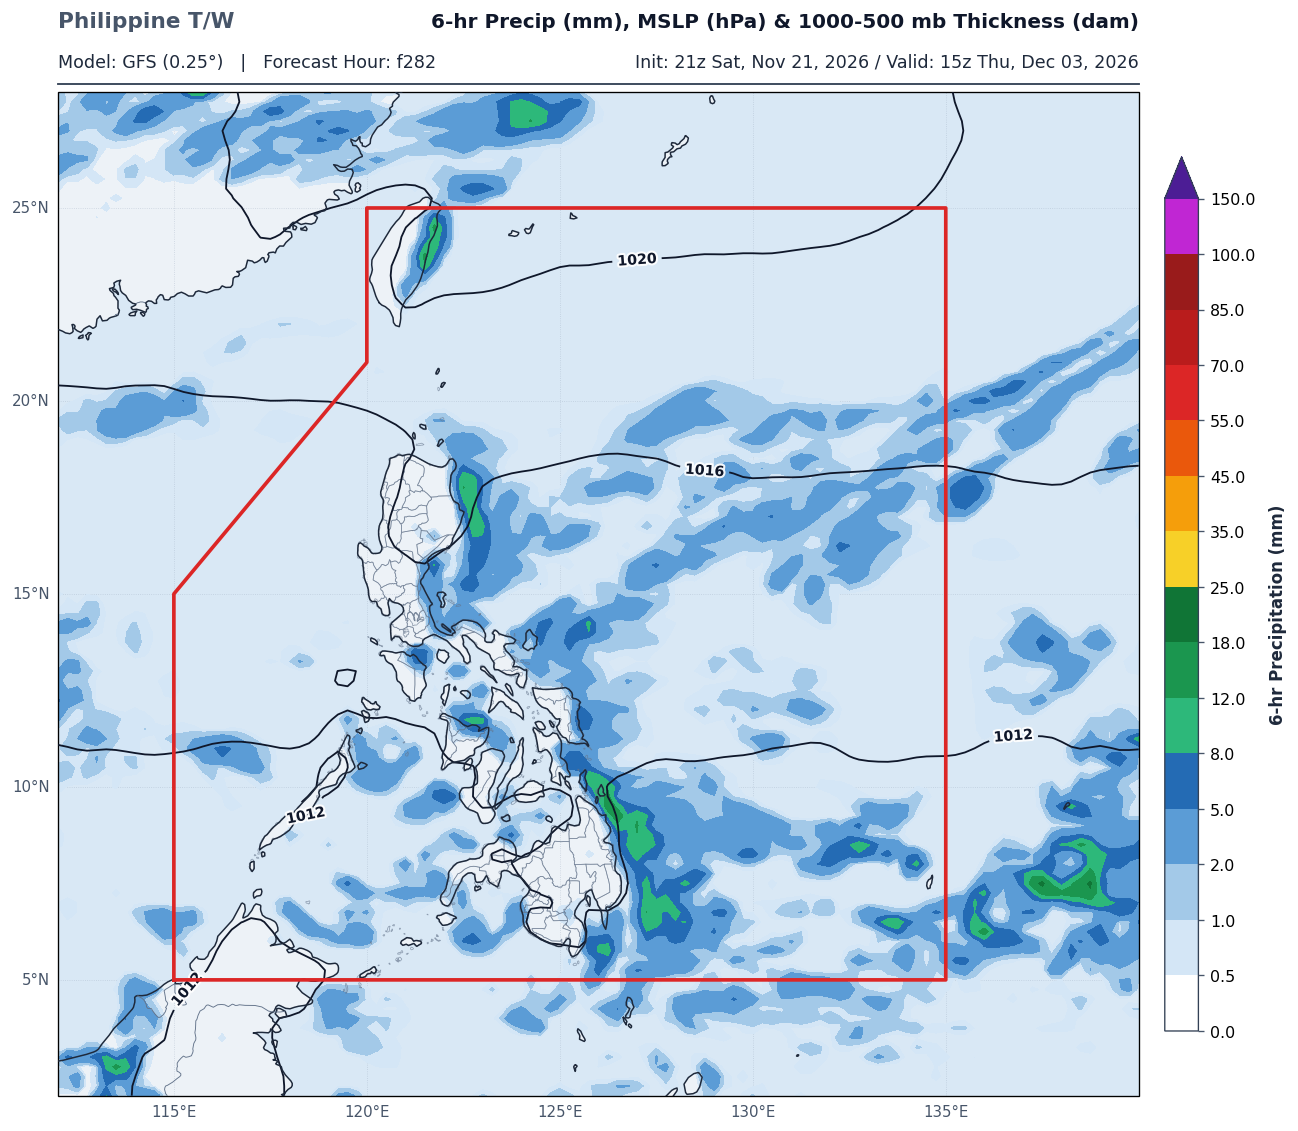 Philippine T/W
6-hr Precip (mm), MSLP (hPa) & 1000-500 mb Thickness (dam)
Model: GFS (0.25°) | Forecast Hour: f282
Init: 21z Sat, Nov 21, 2026 / Valid: 15z Thu, Dec 03, 2026
25°N
20°N
15°N
10°N
5°N
115°E
120°E
125°E
130°E
135°E
1020
1016
1012
1012
1012
150.0
100.0
85.0
70.0
55.0
45.0
35.0
25.0
18.0
12.0
8.0
5.0
2.0
1.0
0.5
0.0
6-hr Precipitation (mm)